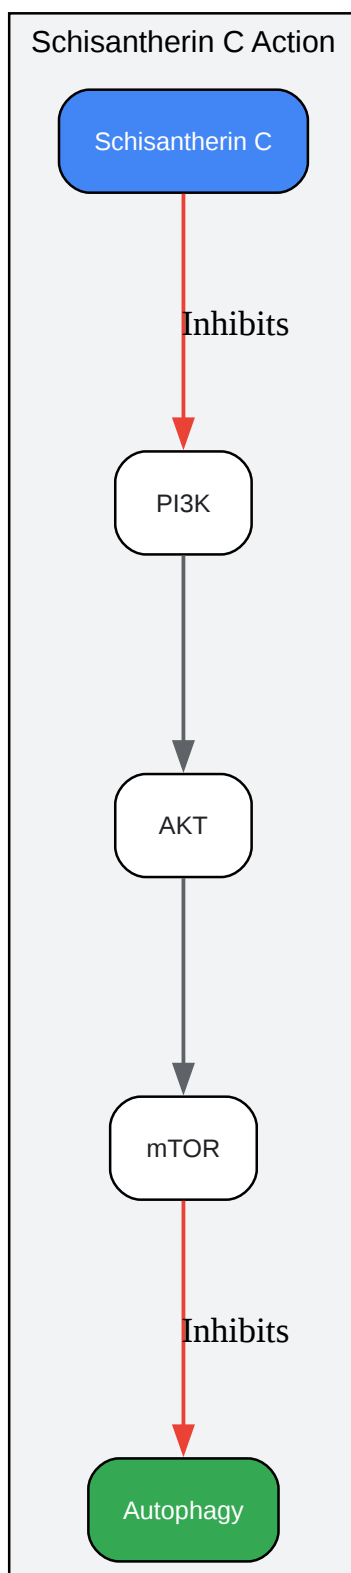 Schisantherin C Action
Schisantherin C
Inhibits
PI3K
AKT
mTOR
Inhibits
Autophagy